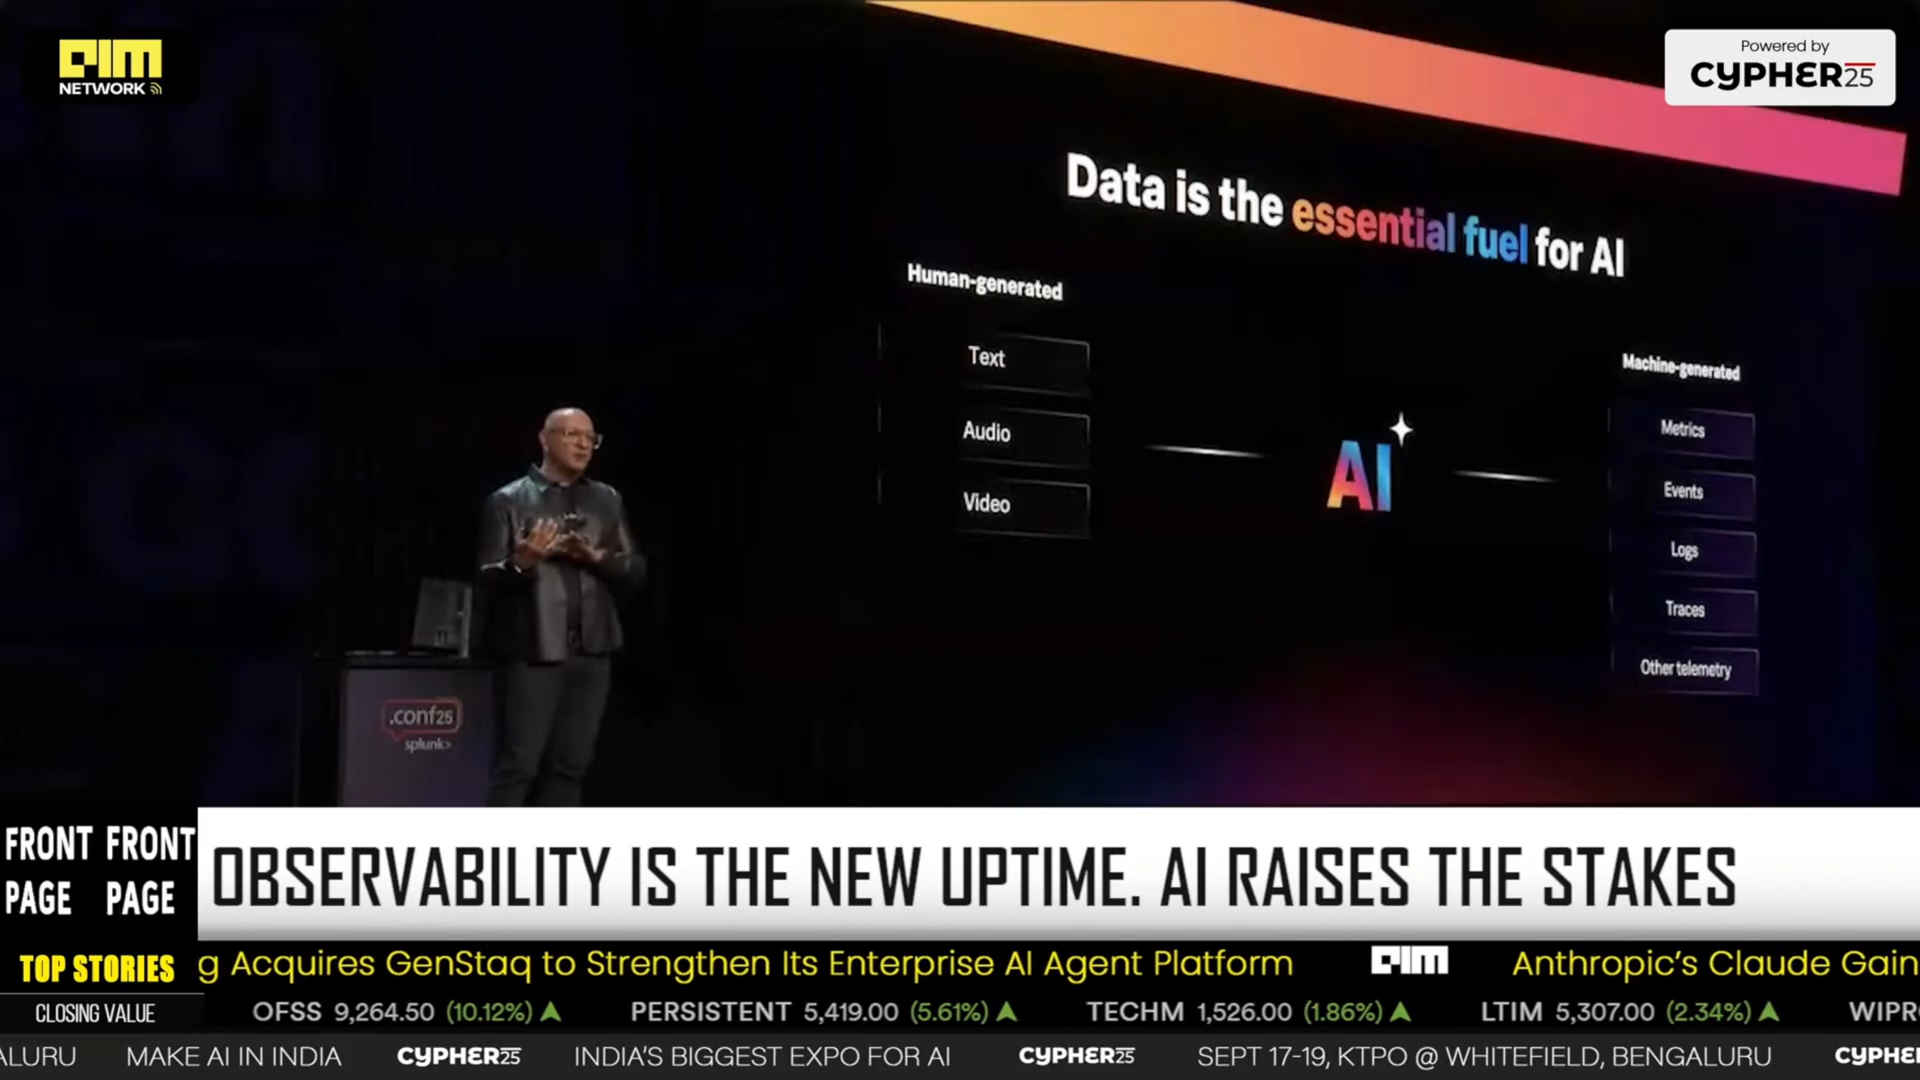 AIM
NETWORK
Powered by
CYPHER25
Data is the essential fuel for AI
Human-generated
Text
Audio
Video
AI
Machine-generated
Metrics
Events
Logs
Traces
Other telemetry
.conf25
splunk>
FRONT PAGE
FRONT PAGE
OBSERVABILITY IS THE NEW UPTIME. AI RAISES THE STAKES
TOP STORIES
g Acquires GenStaq to Strengthen Its Enterprise AI Agent Platform
AIM
Anthropic's Claude Gain
CLOSING VALUE
OFSS 9,264.50 (10.12%) ▲ PERSISTENT 5,419.00 (5.61%) ▲ TECHM 1,526.00 (1.86%) ▲ LTIM 5,307.00 (2.34%) ▲ WIPR
ALURU MAKE AI IN INDIA CYPHER25 INDIA'S BIGGEST EXPO FOR AI CYPHER25 SEPT 17-19, KTPO @ WHITEFIELD, BENGALURU CYPHE